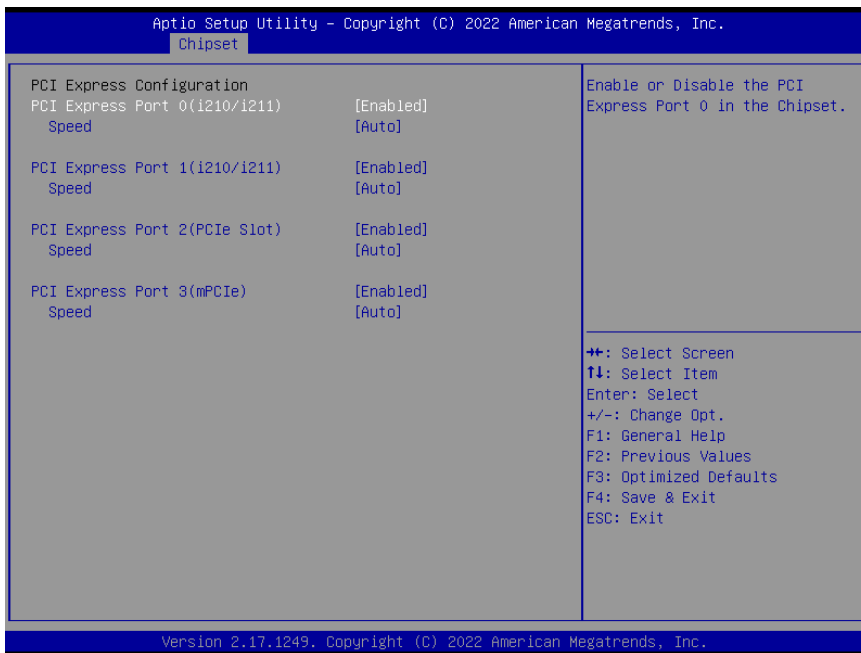 Aptio Setup Utility – Copyright (C) 2022 American Megatrends, Inc.
Chipset
PCI Express Configuration
PCI Express Port 0(i210/i211) [Enabled]
Speed [Auto]
PCI Express Port 1(i210/i211) [Enabled]
Speed [Auto]
PCI Express Port 2(PCIe Slot) [Enabled]
Speed [Auto]
PCI Express Port 3(mPCIe) [Enabled]
Speed [Auto]
Enable or Disable the PCI
Express Port 0 in the Chipset.
→←: Select Screen
↑↓: Select Item
Enter: Select
+/-: Change Opt.
F1: General Help
F2: Previous Values
F3: Optimized Defaults
F4: Save & Exit
ESC: Exit
Version 2.17.1249. Copyright (C) 2022 American Megatrends, Inc.